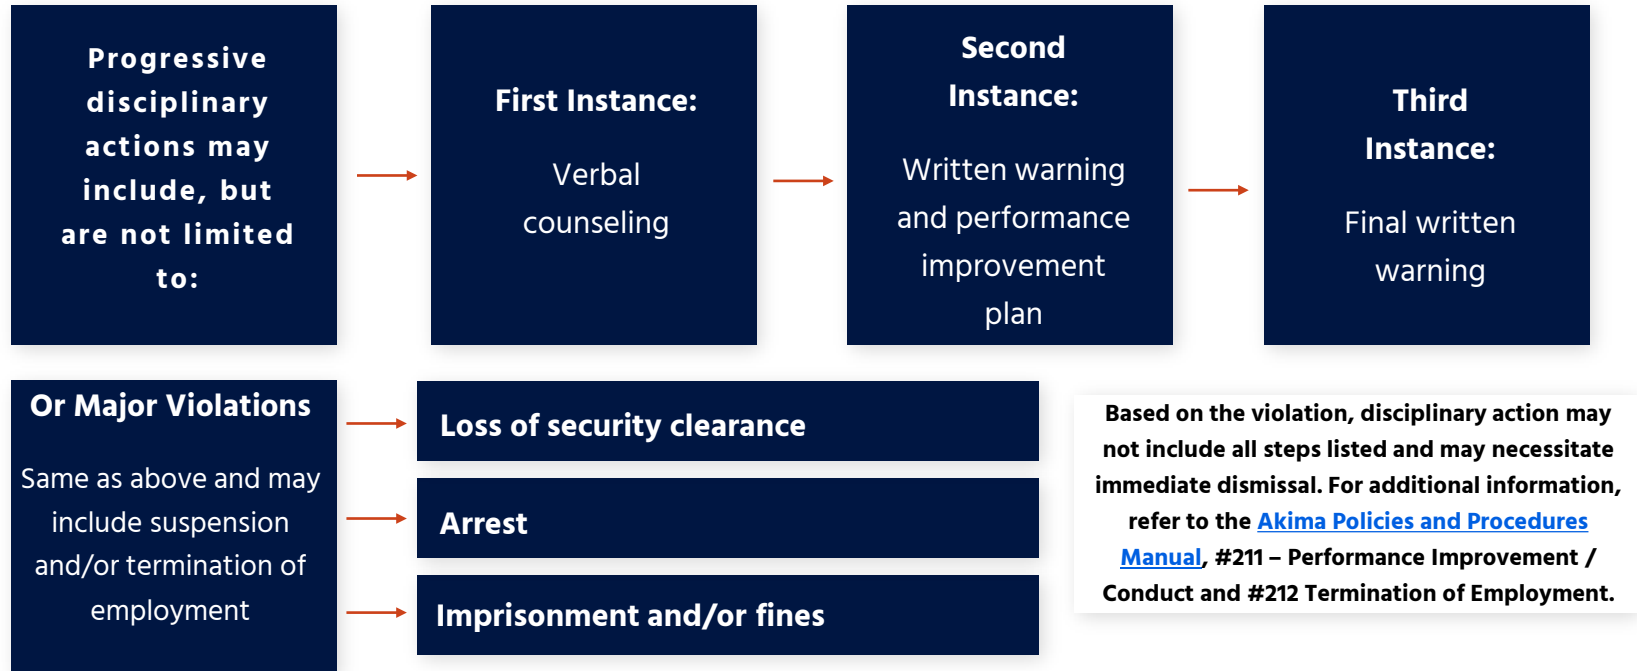 Progressive
disciplinary
actions may
include, but
are not limited
to:
First Instance:
Verbal
counseling
Second
Instance:
Written warning
and performance
improvement
plan
Third
Instance:
Final written
warning
Or Major Violations
Same as above and may
include suspension
and/or termination of
employment
Loss of security clearance
Arrest
Imprisonment and/or fines
Based on the violation, disciplinary action may
not include all steps listed and may necessitate
immediate dismissal. For additional information,
refer to the Akima Policies and Procedures
Manual, #211 – Performance Improvement /
Conduct and #212 Termination of Employment.